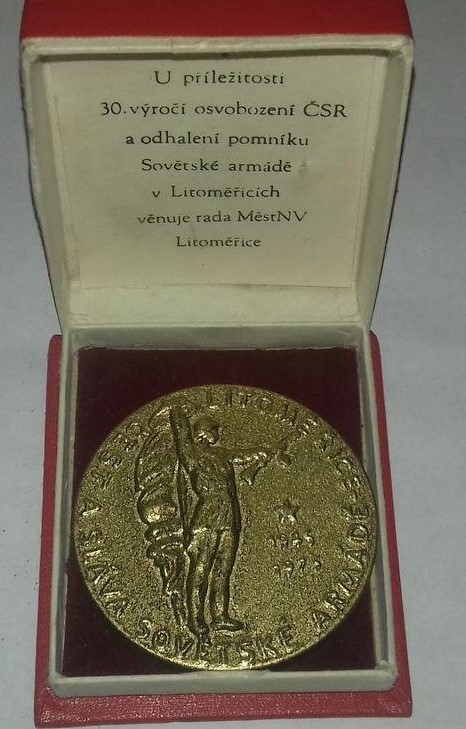 U příležitosti
30. výročí osvobození ČSR
a odhalení pomníku
Sovětské armádě
v Litoměřicích
věnuje rada MěstNV
Litoměřice
LITOMĚŘICE-
ČEST A SLÁVA SOVĚTSKÉ ARMÁDĚ
1945